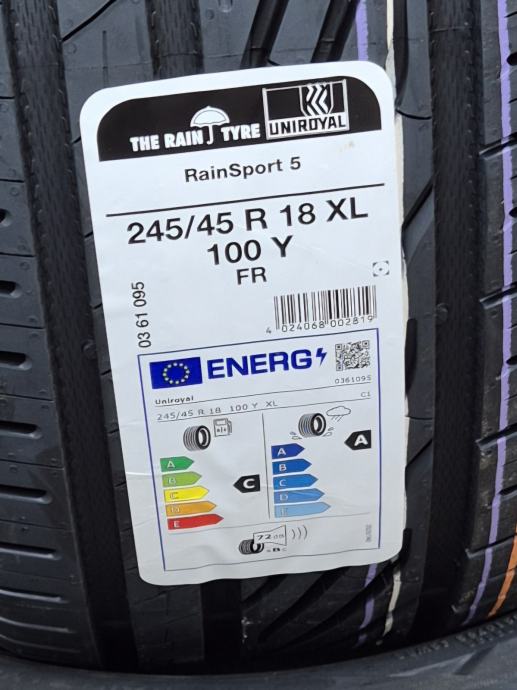 THE RAIN TYRE
UNIROYAL
RainSport 5
245/45 R 18 XL
100 Y
FR
03 61 095
4 024068 002819
ENERG
Uniroyal
0361095
245/45 R 18 100 Y XL
C1
A
B
C
D
E
C
A
B
C
D
E
A
72 dB
ABC